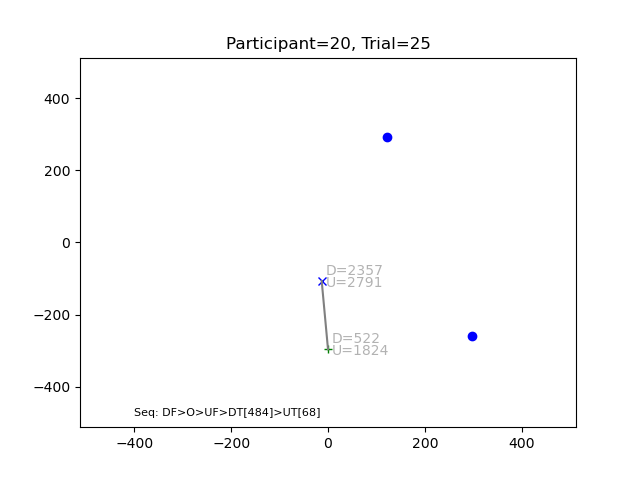 Participant=20, Trial=25
400
200
0
−200
−400
D=2357
U=2791
D=522
U=1824
Seq: DF>O>UF>DT[484]>UT[68]
−400
−200
0
200
400